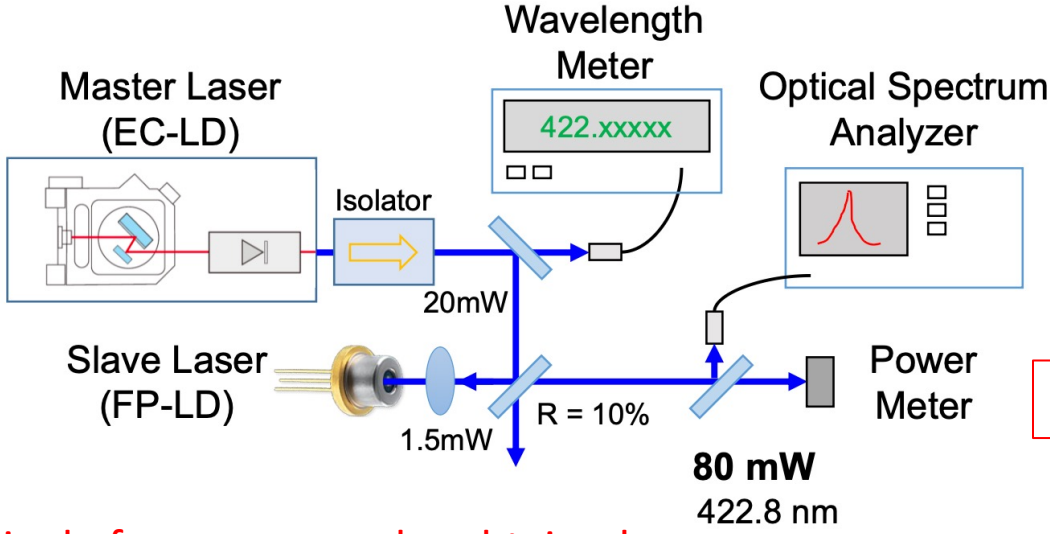 Wavelength
Meter
Master Laser
(EC-LD)
Optical Spectrum
Analyzer
422.xxxxx
Isolator
20mW
Slave Laser
(FP-LD)
Power
Meter
R = 10%
1.5mW
80 mW
422.8 nm